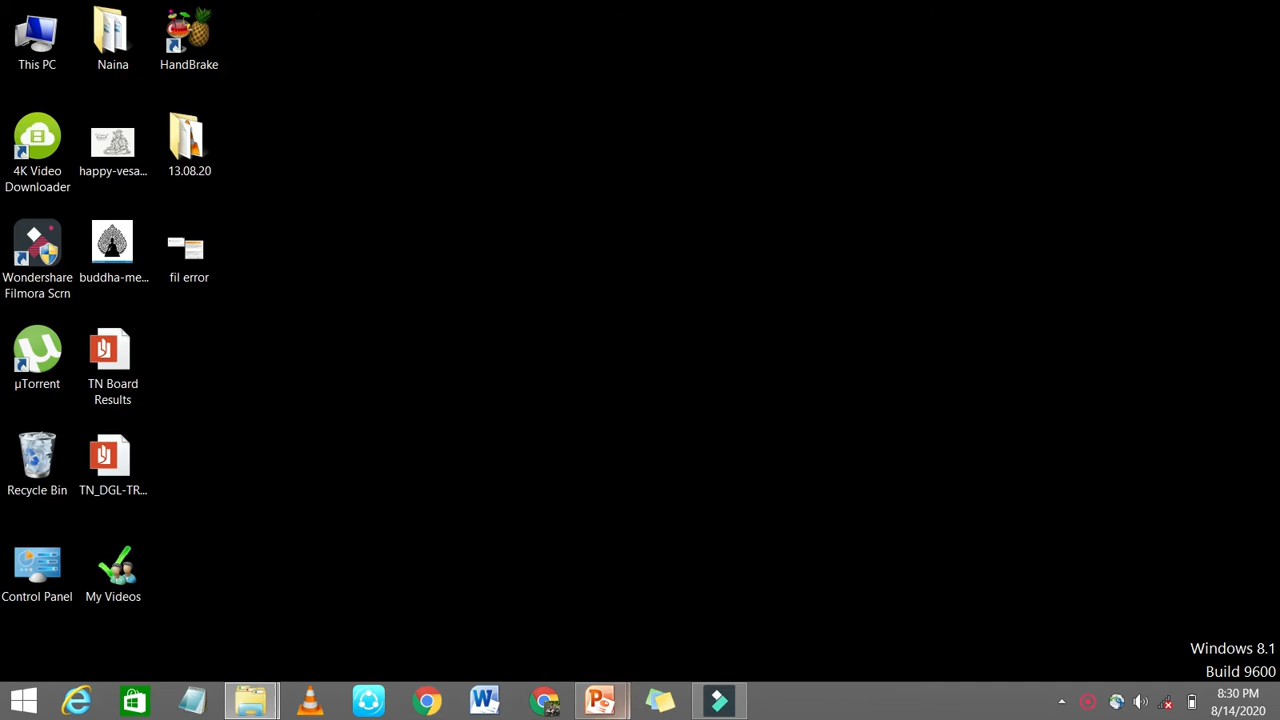 This PC
Naina
HandBrake
4K Video
Downloader
happy-vesa...
13.08.20
Wondershare
Filmora Scrn
buddha-me...
fil error
µTorrent
TN Board
Results
Recycle Bin
TN_DGL-TR...
Control Panel
My Videos
Windows 8.1
Build 9600
8:30 PM
8/14/2020